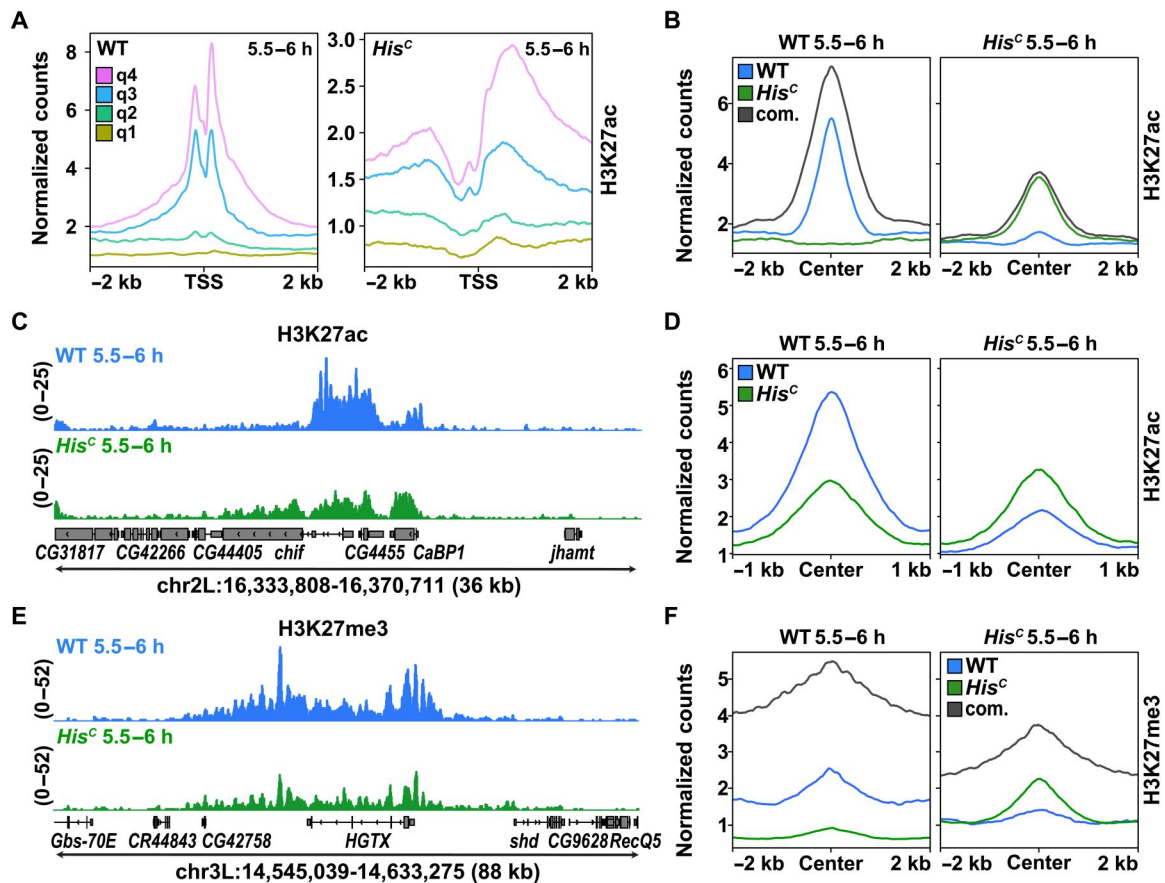 A
WT
5.5–6 h
q4
q3
q2
q1
Normalized counts
8
6
4
2
–2 kb
TSS
2 kb
His^C
5.5–6 h
3.0
2.5
2.0
1.5
1.0
–2 kb
TSS
2 kb
H3K27ac
B
WT 5.5–6 h
His^C 5.5–6 h
WT
His^C
com.
Normalized counts
6
4
2
–2 kb
Center
2 kb
–2 kb
Center
2 kb
H3K27ac
C
H3K27ac
WT 5.5–6 h
(0–25)
His^C 5.5–6 h
(0–25)
CG31817 CG42266 CG44405 chif CG4455 CaBP1 jhamt
chr2L:16,333,808-16,370,711 (36 kb)
D
WT 5.5–6 h
His^C 5.5–6 h
WT
His^C
Normalized counts
6
5
4
3
2
1
–1 kb
Center
1 kb
–1 kb
Center
1 kb
H3K27ac
E
H3K27me3
WT 5.5–6 h
(0–52)
His^C 5.5–6 h
(0–52)
Gbs-70E CR44843 CG42758 HGTX shd CG9628 RecQ5
chr3L:14,545,039-14,633,275 (88 kb)
F
WT 5.5–6 h
His^C 5.5–6 h
WT
His^C
com.
Normalized counts
5
4
3
2
1
–2 kb
Center
2 kb
–2 kb
Center
2 kb
H3K27me3